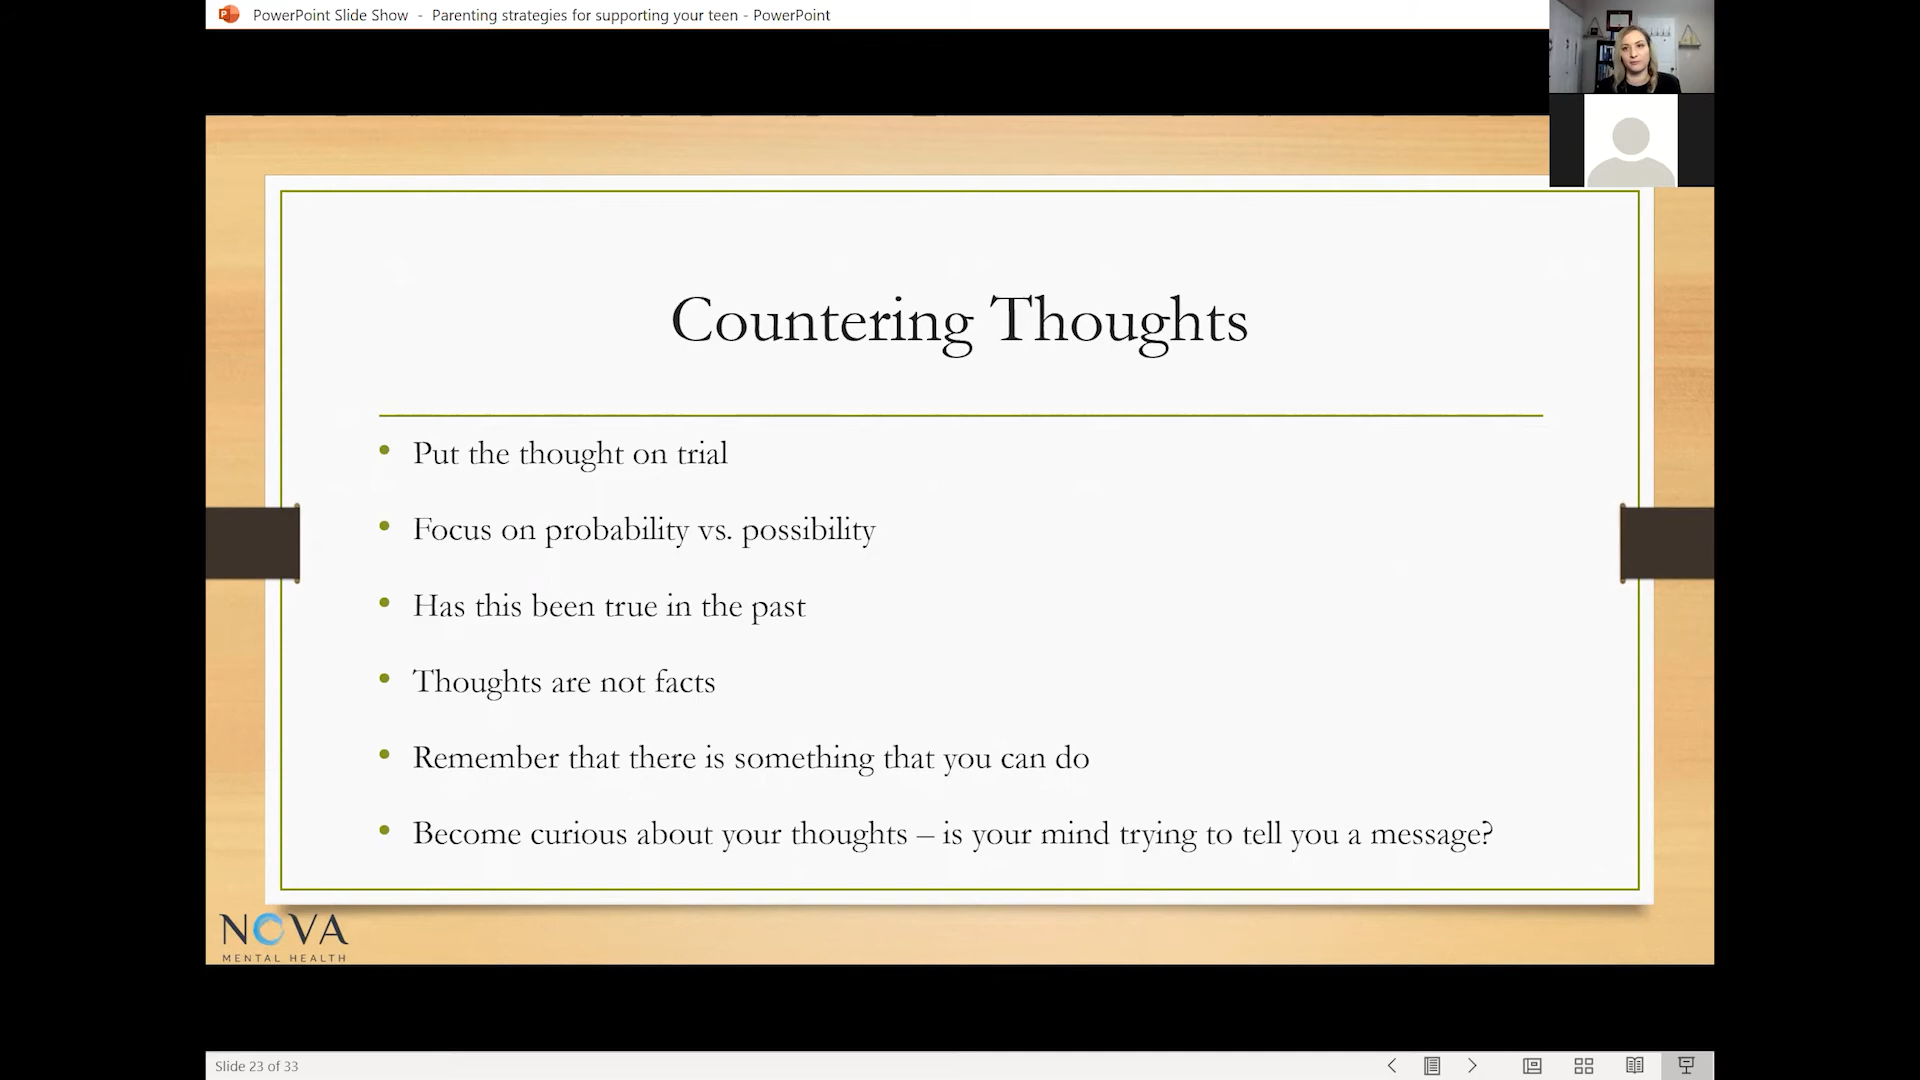 PowerPoint Slide Show - Parenting strategies for supporting your teen - PowerPoint
Countering Thoughts
• Put the thought on trial
• Focus on probability vs. possibility
• Has this been true in the past
• Thoughts are not facts
• Remember that there is something that you can do
• Become curious about your thoughts – is your mind trying to tell you a message?
NOVA
MENTAL HEALTH
Slide 23 of 33